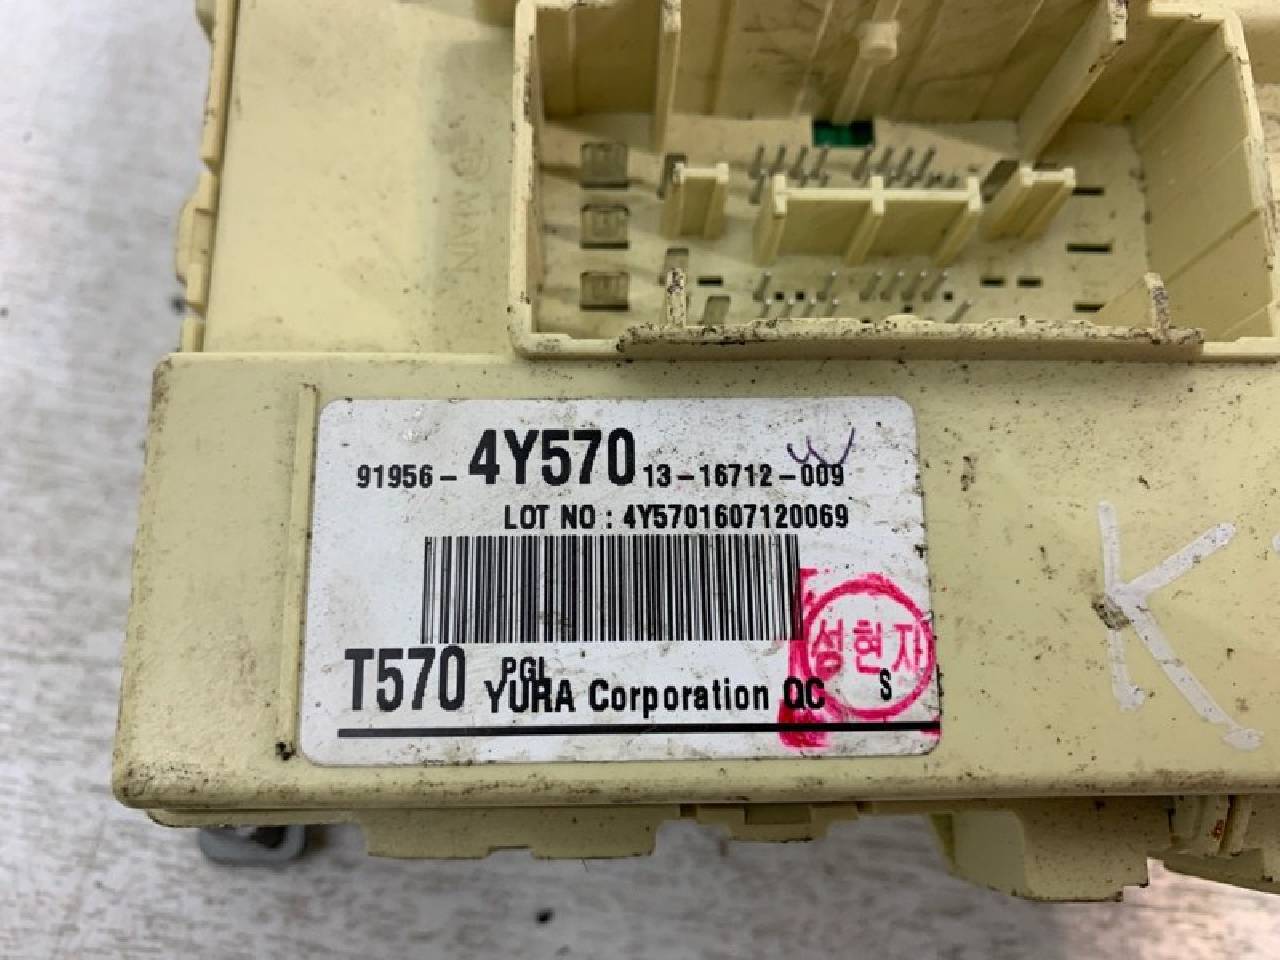 MAIN
91956-4Y570 13-16712-009
LOT NO : 4Y5701607120069
T570 PGL
YURA Corporation QC S
성현자
K